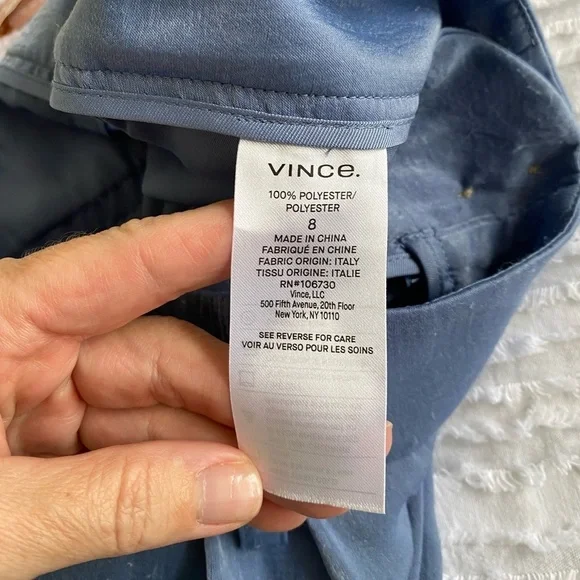 VINCE.
100% POLYESTER/
POLYESTER
8
MADE IN CHINA
FABRIQUÉ EN CHINE
FABRIC ORIGIN: ITALY
TISSU ORIGINE: ITALIE
RN#106730
Vince, LLC
500 Fifth Avenue, 20th Floor
New York, NY 10110
SEE REVERSE FOR CARE
VOIR AU VERSO POUR LES SOINS